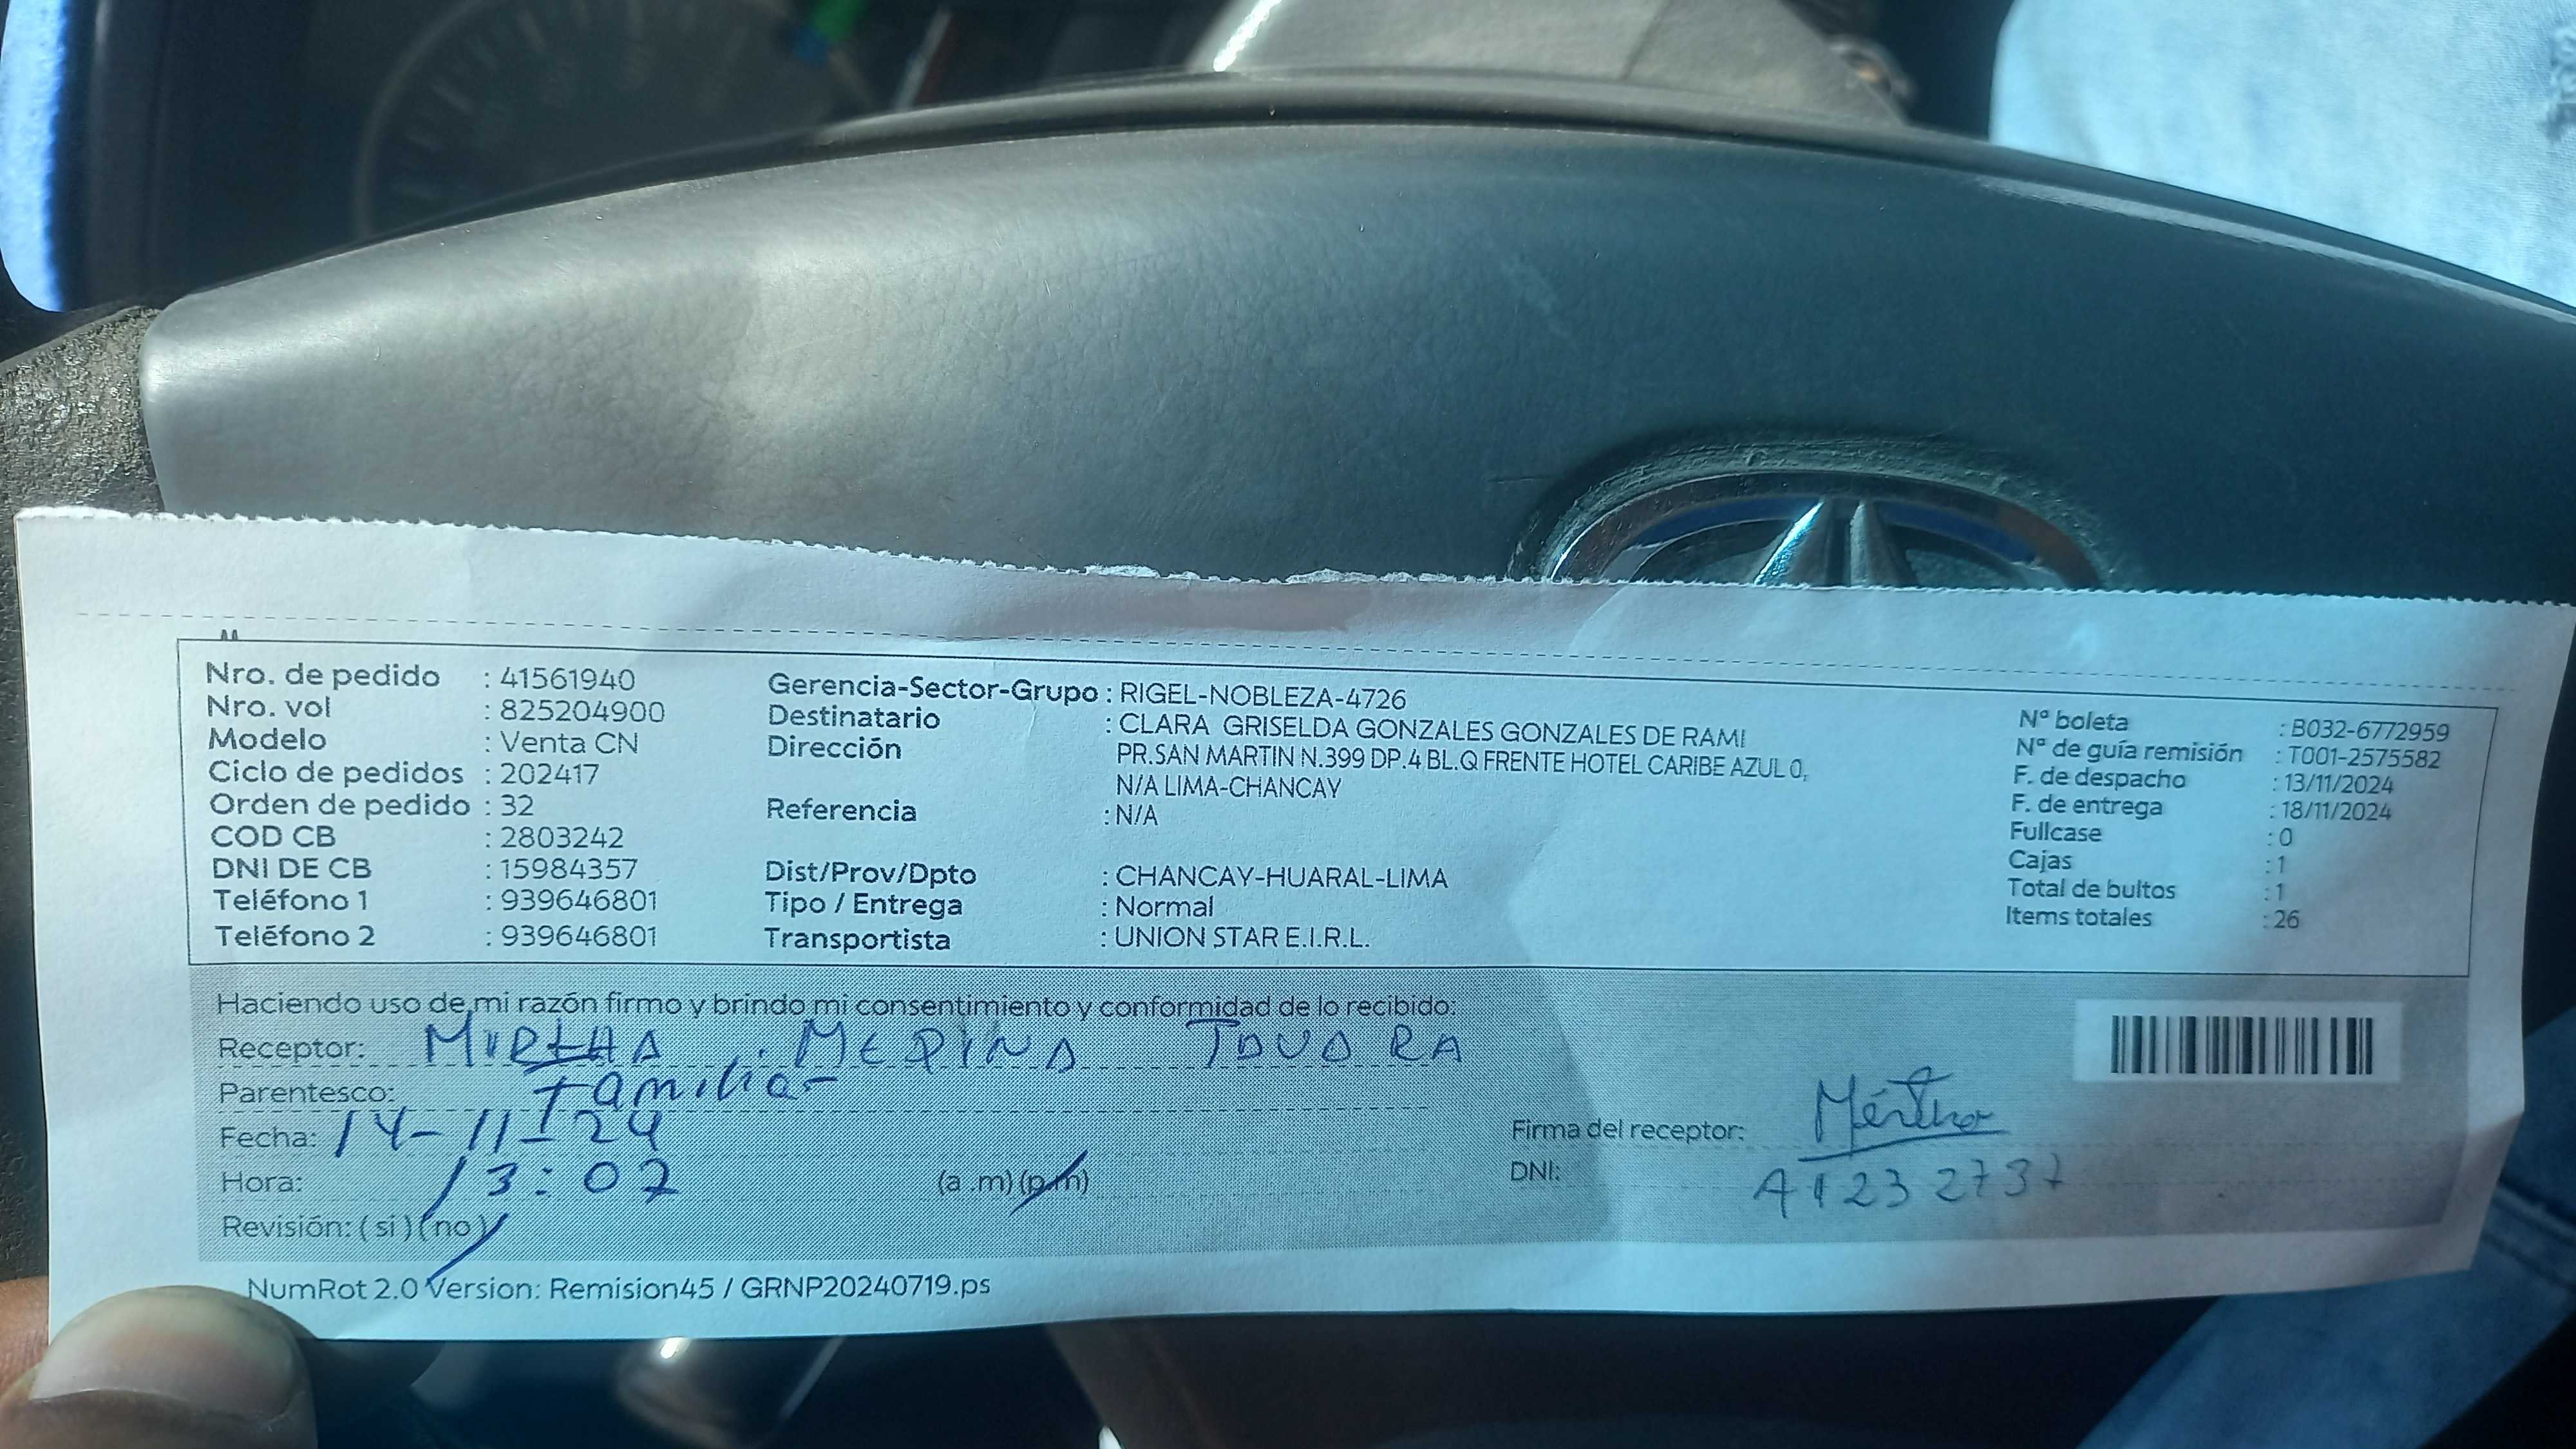 Nro. de pedido : 41561940
Nro. vol : 825204900
Modelo : Venta CN
Ciclo de pedidos : 202417
Orden de pedido : 32
COD CB : 2803242
DNI DE CB : 15984357
Teléfono 1 : 939646801
Teléfono 2 : 939646801
Gerencia-Sector-Grupo : RIGEL-NOBLEZA-4726
Destinatario : CLARA GRISELDA GONZALES GONZALES DE RAMI
Dirección PR.SAN MARTIN N.399 DP.4 BL.Q FRENTE HOTEL CARIBE AZUL 0,
N/A LIMA-CHANCAY
Referencia : N/A
Dist/Prov/Dpto : CHANCAY-HUARAL-LIMA
Tipo / Entrega : Normal
Transportista : UNION STAR E.I.R.L.
Nº boleta : B032-6772959
Nº de guía remisión : T001-2575582
F. de despacho : 13/11/2024
F. de entrega : 18/11/2024
Fullcase : 0
Cajas : 1
Total de bultos : 1
Items totales : 26
Haciendo uso de mi razón firmo y brindo mi consentimiento y conformidad de lo recibido:
Receptor: MIRTHA MEDINA TAVARA
Parentesco: Familiar
Fecha: 14-11-24
Hora: 13:07 (a .m) (p.m)
Revisión: ( si ) ( no )
Firma del receptor: Mirtha
DNI: 41232737
NumRot 2.0 Version: Remision45 / GRNP20240719.ps